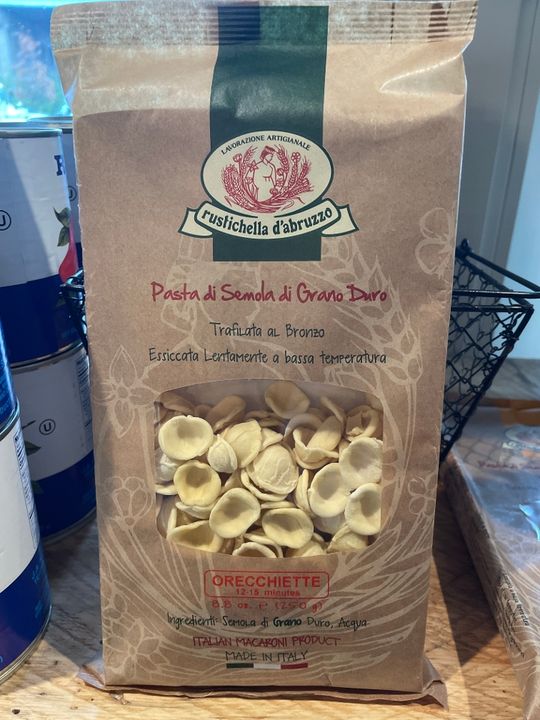 LAVORAZIONE ARTIGIANALE
rustichella d'abruzzo
Pasta di Semola di Grano Duro
Trafilata al Bronzo
Essiccata Lentamente a bassa temperatura
ORECCHIETTE
12-15 minutes
8.8 oz. e (250 g)
Ingredienti: Semola di Grano Duro, Acqua
ITALIAN MACARONI PRODUCT
MADE IN ITALY
U
U